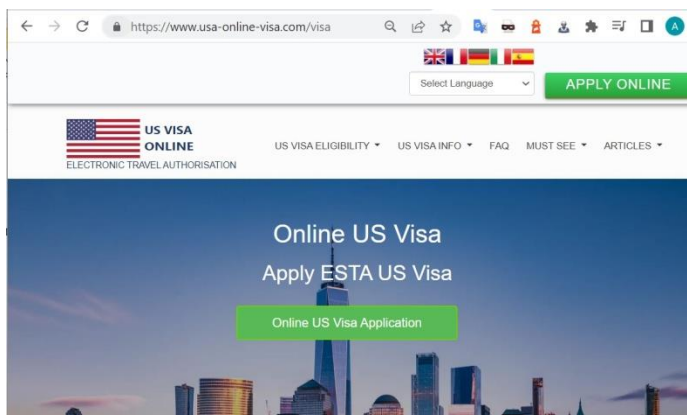 https://www.usa-online-visa.com/visa
A
Select Language
APPLY ONLINE
US VISA
ONLINE
ELECTRONIC TRAVEL AUTHORISATION
US VISA ELIGIBILITY
US VISA INFO
FAQ
MUST SEE
ARTICLES
Online US Visa
Apply ESTA US Visa
Online US Visa Application